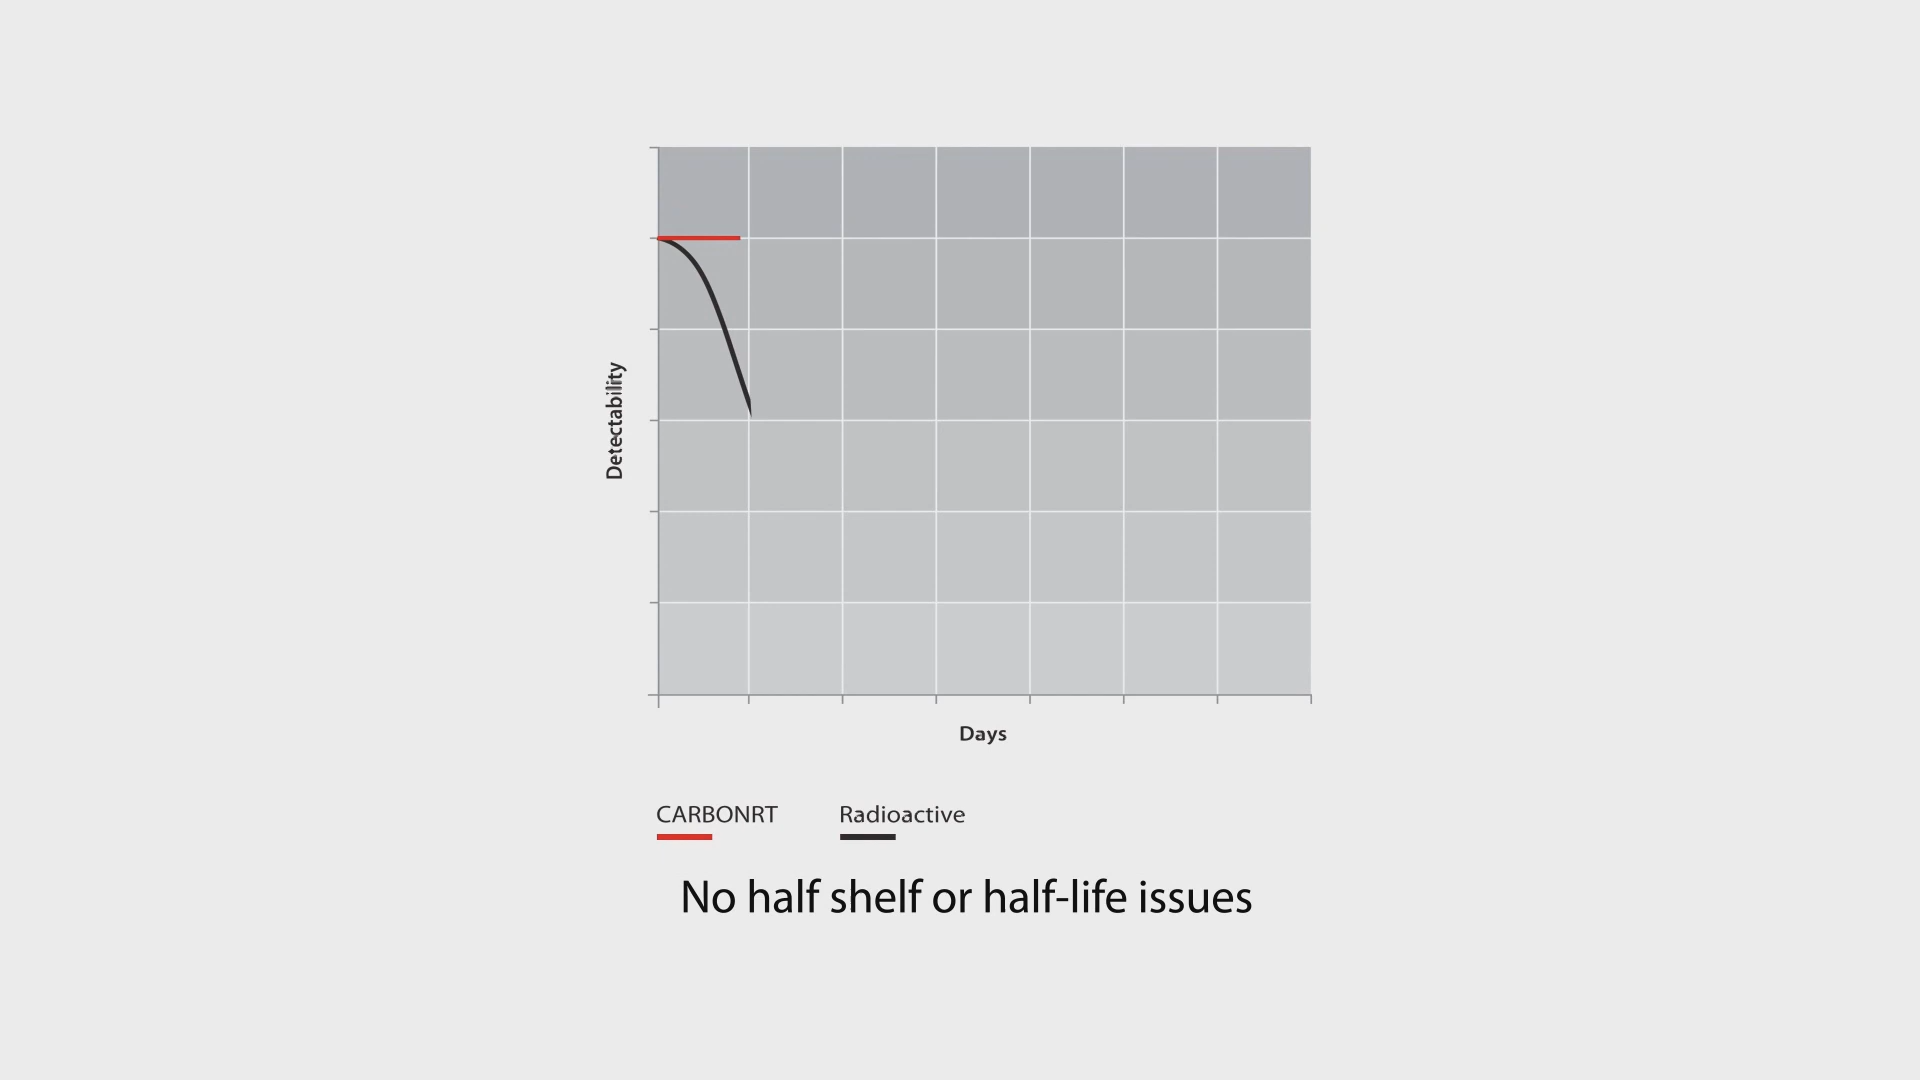 Detectability
Days
CARBONRT
Radioactive
No half shelf or half-life issues